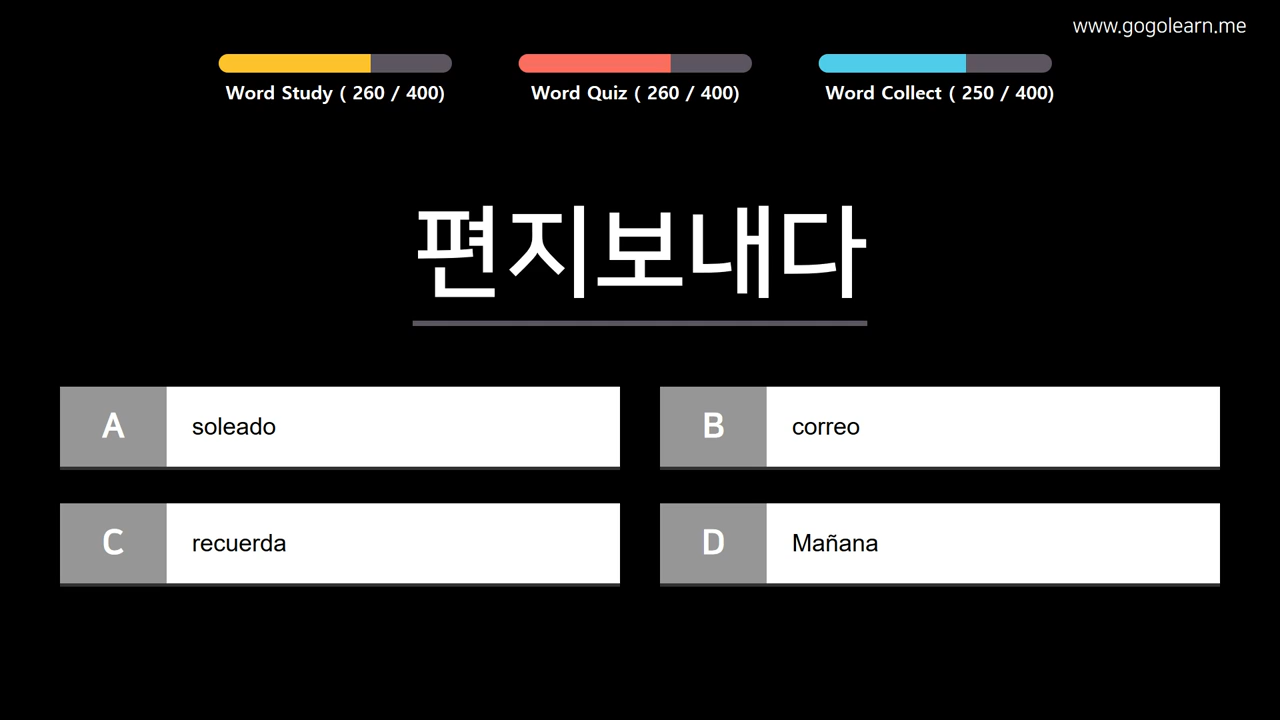 www.gogolearn.me
Word Study ( 260 / 400)
Word Quiz ( 260 / 400)
Word Collect ( 250 / 400)
편지보내다
A soleado
B correo
C recuerda
D Mañana